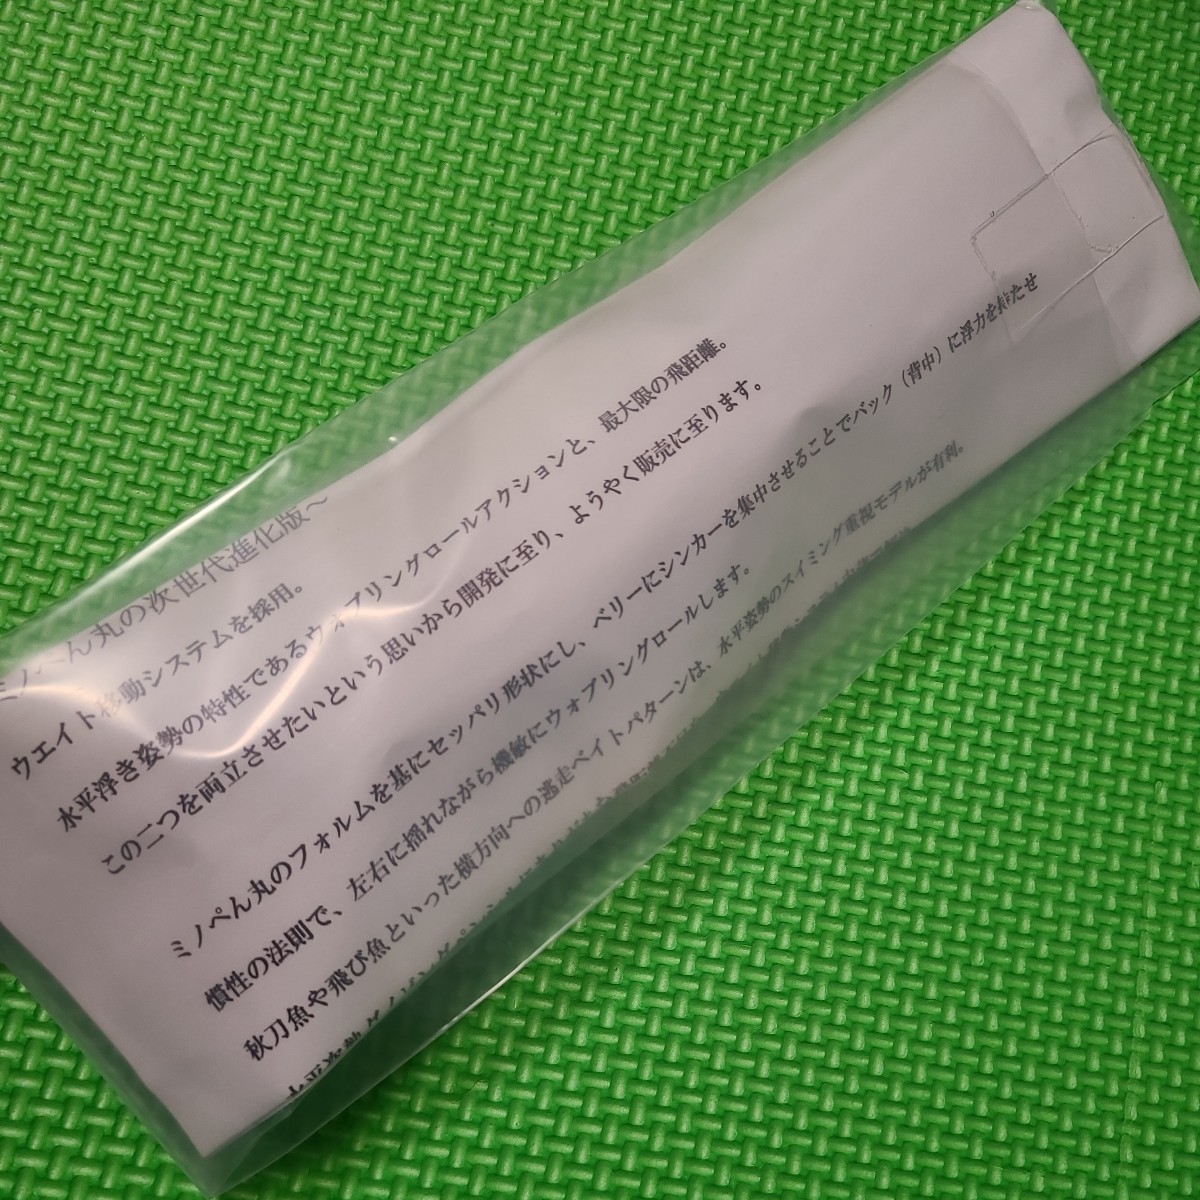 ミノぺん丸の次世代進化版～
ウエイト移動システムを採用。
水平浮き姿勢の特性であるウォブリングロールアクションと、最大限の飛距離。
この二つを両立させたいという思いから開発に至り、ようやく販売に至ります。
ミノぺん丸のフォルムを基にセッパリ形状にし、ベリーにシンカーを集中させることでバック（背中）に浮力を持たせ
慣性の法則で、左右に揺れながら機敏にウォブリングロールします。
秋刀魚や飛び魚といった横方向への逃走ベイトパターンは、水平姿勢のスイミング重視モデルが有利。
水平姿勢